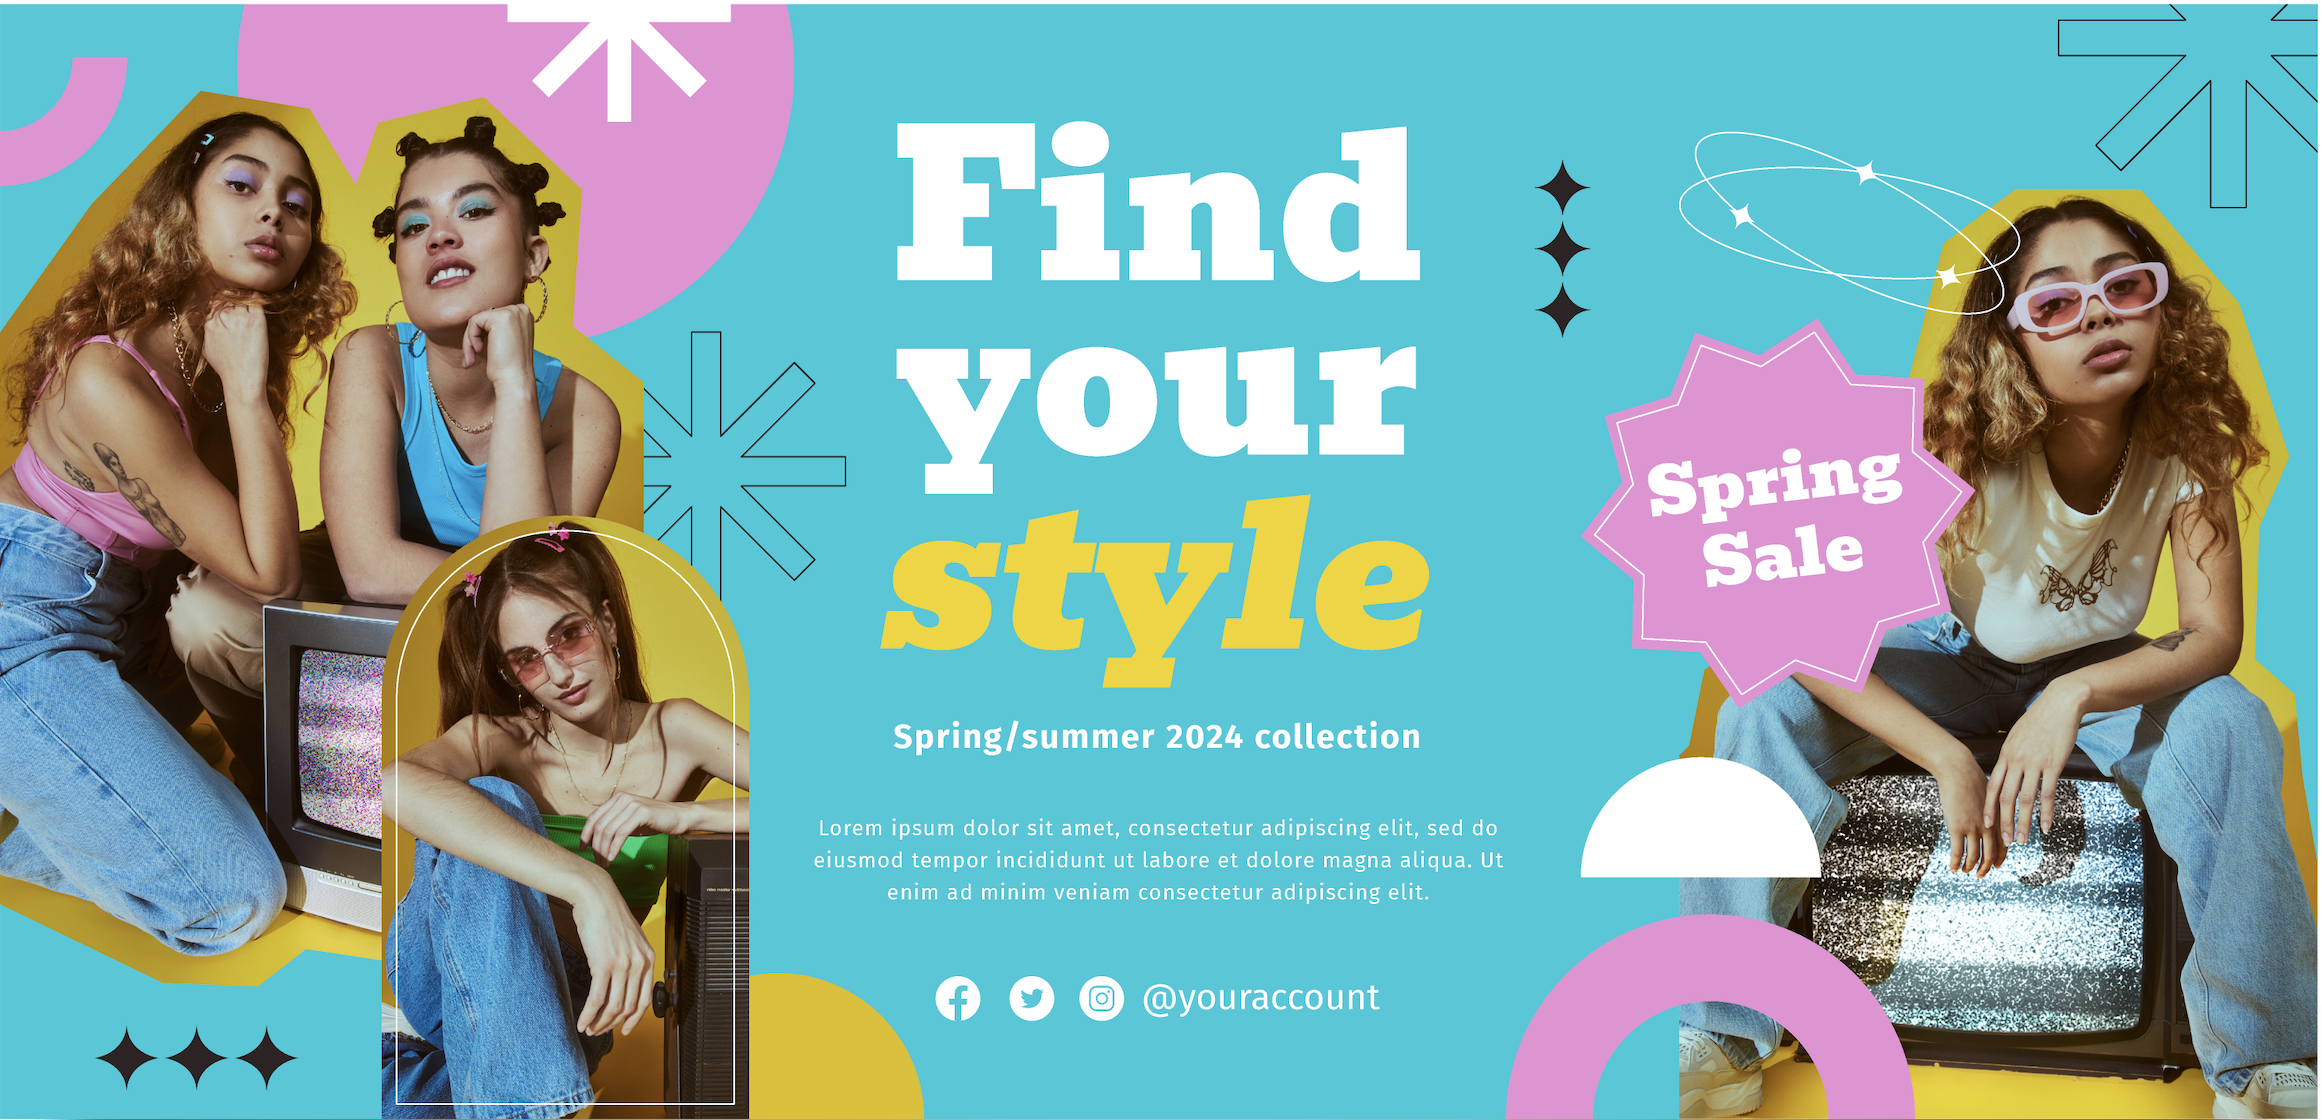 Find
your
style
Spring/summer 2024 collection
Lorem ipsum dolor sit amet, consectetur adipiscing elit, sed do
eiusmod tempor incididunt ut labore et dolore magna aliqua. Ut
enim ad minim veniam consectetur adipiscing elit.
@youraccount
Spring
Sale